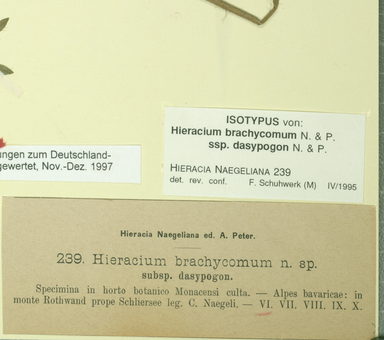 ISOTYPUS von:
Hieracium brachycomum N. & P.
ssp. dasypogon N. & P.
HIERACIA NAEGELIANA 239
det. rev. conf. F. Schuhwerk (M) IV/1995
ungen zum Deutschland-
gewertet, Nov.-Dez. 1997
Hieracia Naegeliana ed. A. Peter.
239. Hieracium brachycomum n. sp.
subsp. dasypogon.
Specimina in horto botanico Monacensi culta. — Alpes bavaricae: in
monte Rothwand prope Schliersee leg. C. Naegeli. — VI. VII. VIII. IX. X.